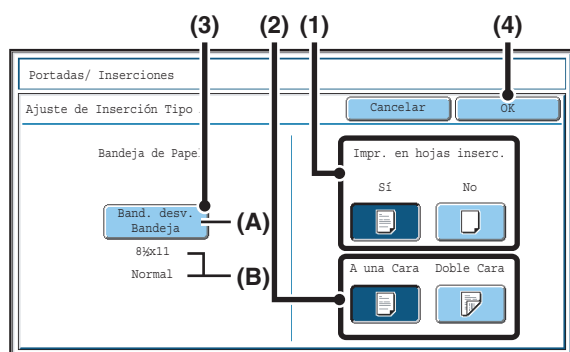 (3) (2) (1) (4)
Portadas/ Inserciones
Ajuste de Inserción Tipo
Cancelar
OK
Bandeja de Papel
Band. desv.
Bandeja
(A)
8½x11
Normal
(B)
Impr. en hojas inserc.
Sí No
A una Cara Doble Cara